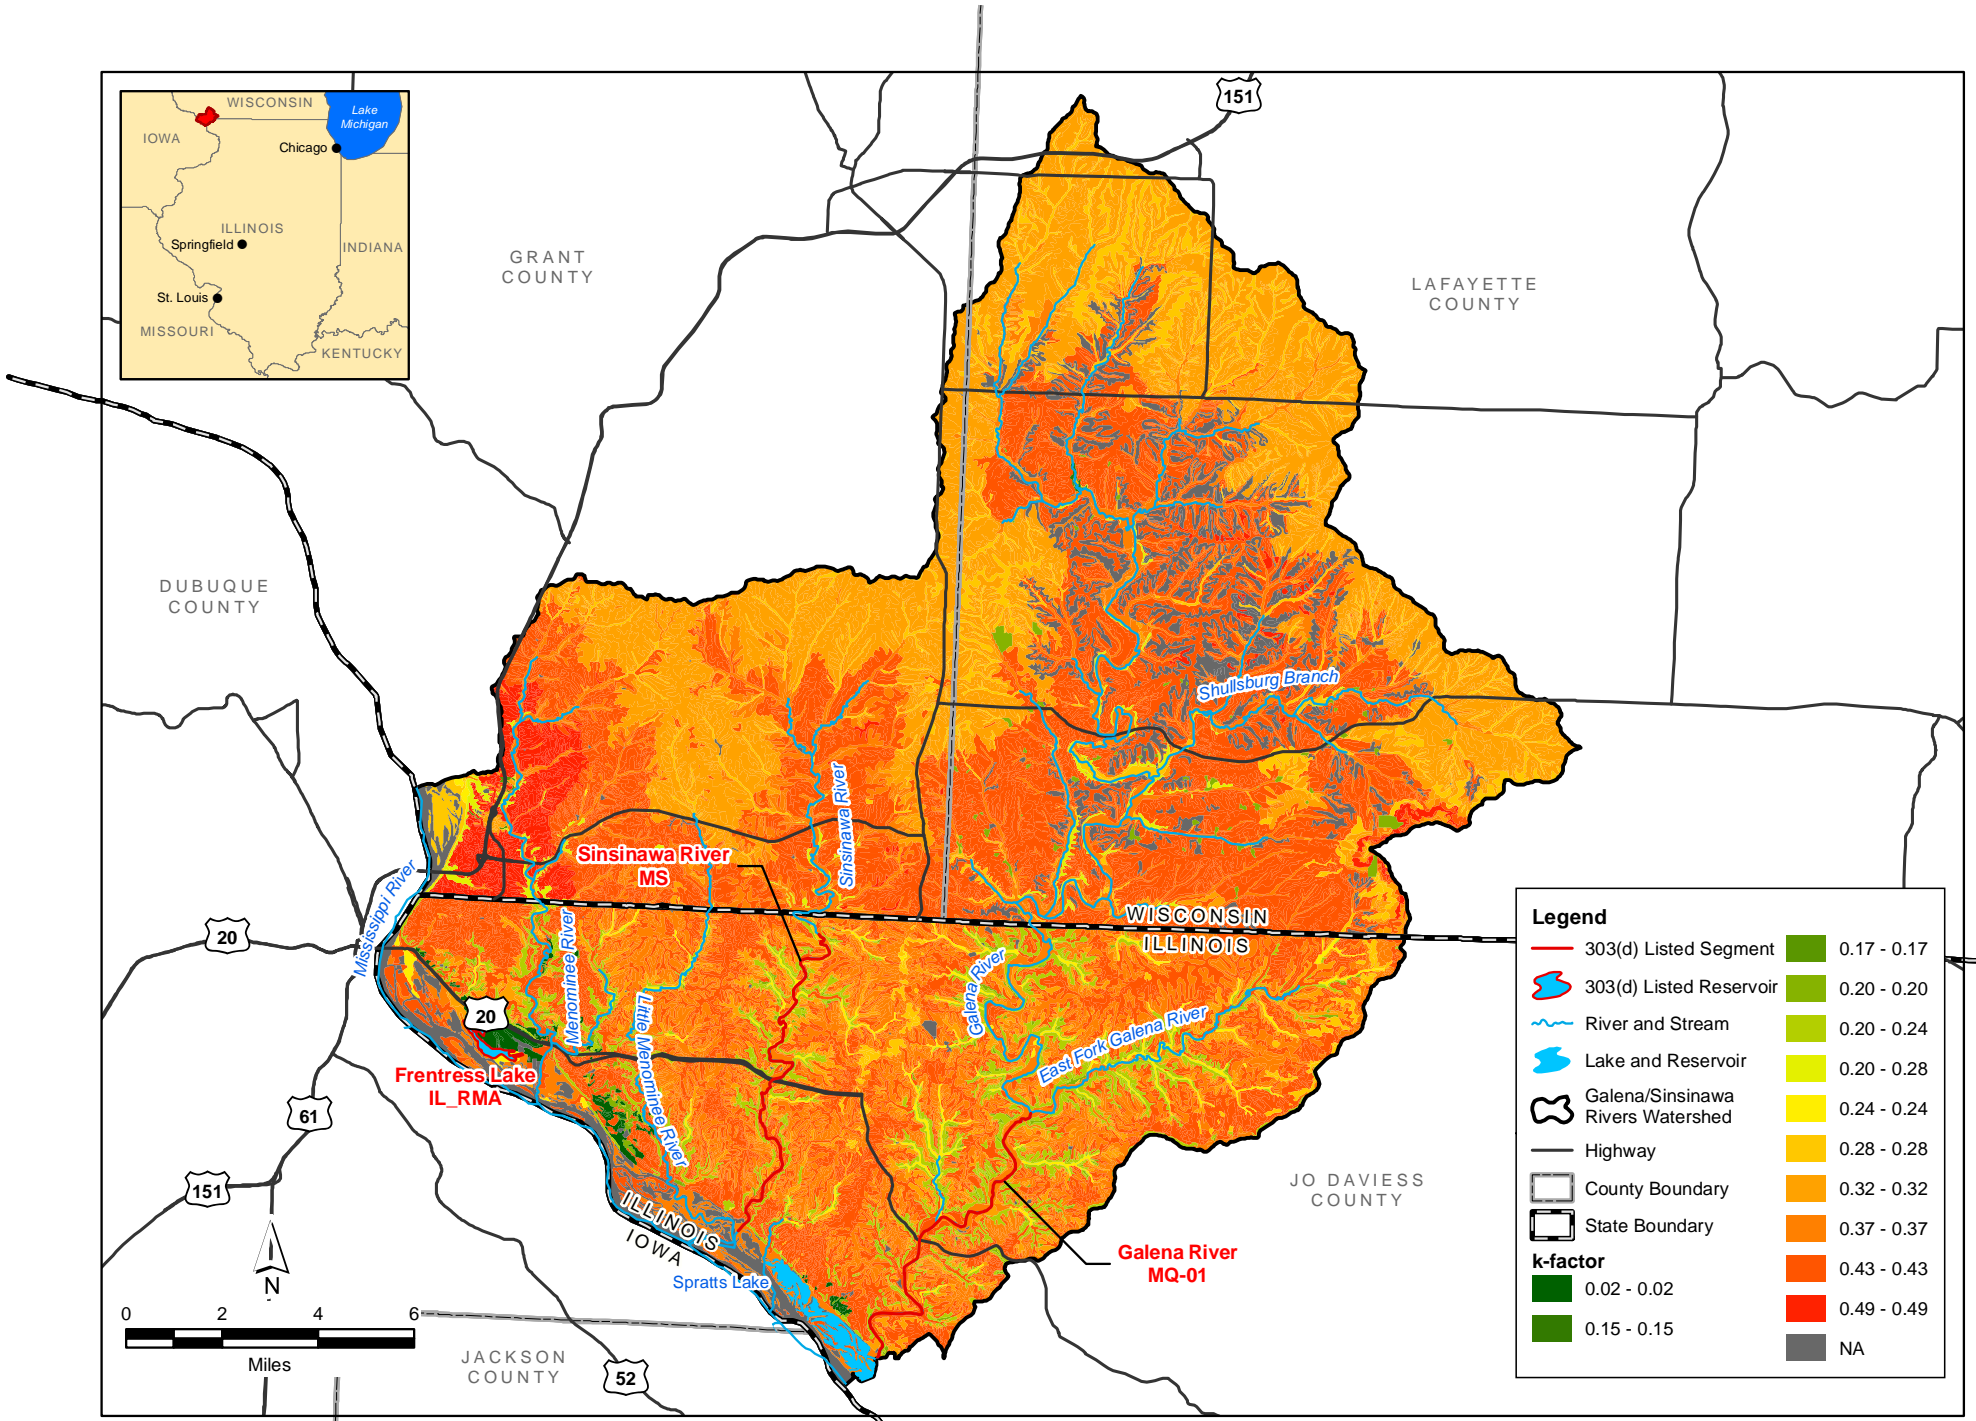 WISCONSIN
Lake
Michigan
IOWA
Chicago
ILLINOIS
Springfield
INDIANA
St. Louis
MISSOURI
KENTUCKY
151
GRANT
COUNTY
LAFAYETTE
COUNTY
DUBUQUE
COUNTY
Shullsburg Branch
Sinsinawa River
Sinsinawa River
MS
Mississippi River
WISCONSIN
ILLINOIS
20
Menominee River
Galena River
Little Menominee River
20
East Fork Galena River
Frentress Lake
IL_RMA
61
151
JO DAVIESS
COUNTY
ILLINOIS
IOWA
Galena River
MQ-01
Spratts Lake
N
0 2 4 6
Miles
JACKSON
COUNTY
52
Legend
303(d) Listed Segment
303(d) Listed Reservoir
River and Stream
Lake and Reservoir
Galena/Sinsinawa
Rivers Watershed
Highway
County Boundary
State Boundary
k-factor
0.02 - 0.02
0.15 - 0.15
0.17 - 0.17
0.20 - 0.20
0.20 - 0.24
0.20 - 0.28
0.24 - 0.24
0.28 - 0.28
0.32 - 0.32
0.37 - 0.37
0.43 - 0.43
0.49 - 0.49
NA